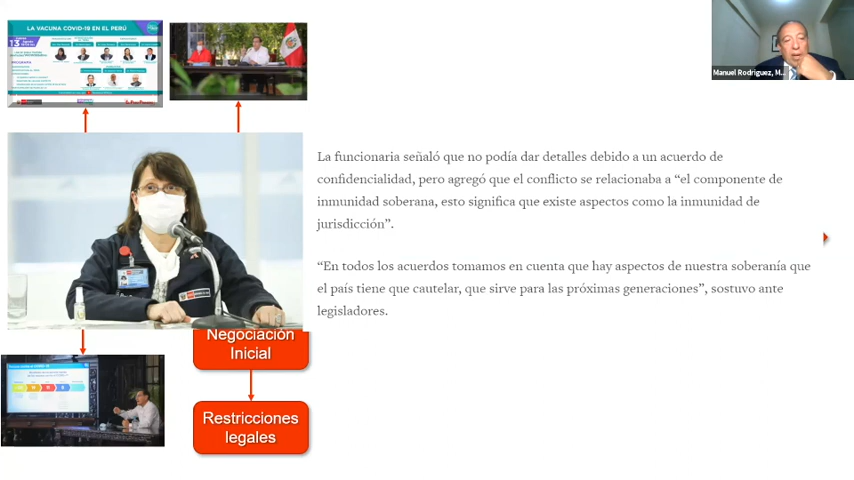 LA VACUNA COVID-19 EN EL PERÚ
13
Manuel Rodriguez, M...
La funcionaria señaló que no podía dar detalles debido a un acuerdo de
confidencialidad, pero agregó que el conflicto se relacionaba a “el componente de
inmunidad soberana, esto significa que existe aspectos como la inmunidad de
jurisdicción”.
“En todos los acuerdos tomamos en cuenta que hay aspectos de nuestra soberanía que
el país tiene que cautelar, que sirve para las próximas generaciones”, sostuvo ante
legisladores.
Negociación
Inicial
Restricciones
legales